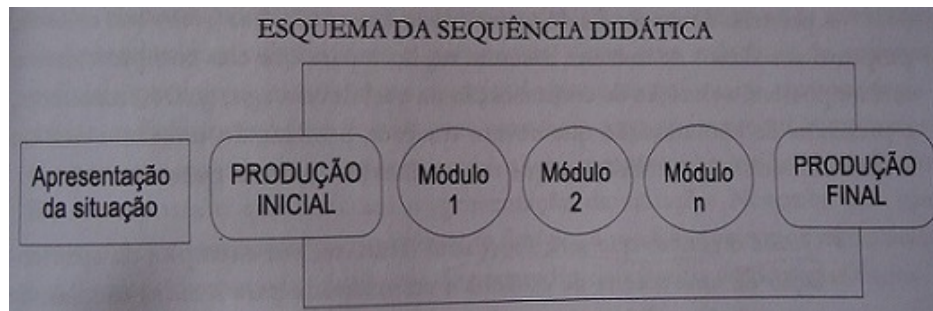 ESQUEMA DA SEQUÊNCIA DIDÁTICA
Apresentação
da situação
PRODUÇÃO
INICIAL
Módulo
1
Módulo
2
Módulo
n
PRODUÇÃO
FINAL